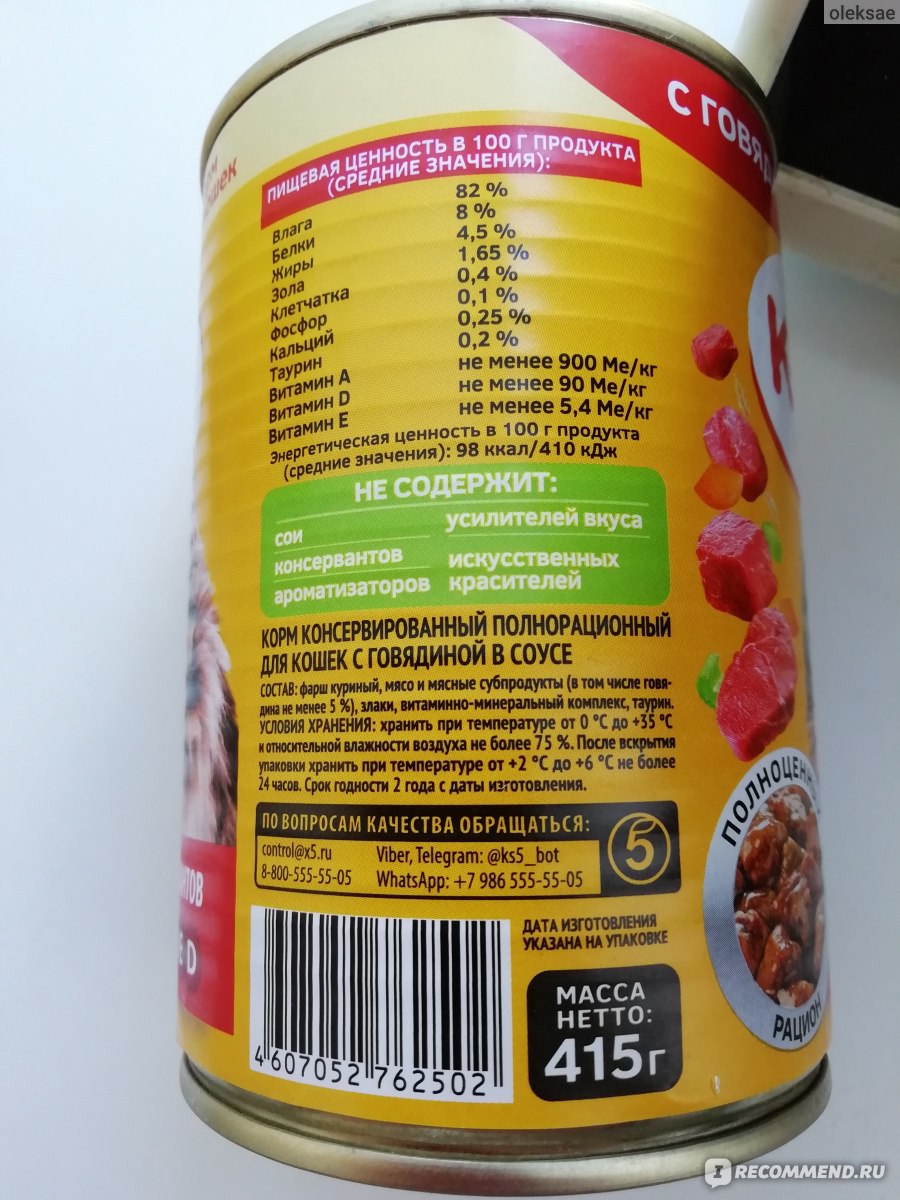 oleksae
С ГОВЯД
шек
ПИЩЕВАЯ ЦЕННОСТЬ В 100 Г ПРОДУКТА
(СРЕДНИЕ ЗНАЧЕНИЯ):
Влага 82 %
Белки 8 %
Жиры 4,5 %
Зола 1,65 %
Клетчатка 0,4 %
Фосфор 0,1 %
Кальций 0,25 %
Таурин 0,2 %
Витамин А не менее 900 Ме/кг
Витамин D не менее 90 Ме/кг
Витамин Е не менее 5,4 Ме/кг
Энергетическая ценность в 100 г продукта
(средние значения): 98 ккал/410 кДж
НЕ СОДЕРЖИТ:
сои усилителей вкуса
консервантов искусственных
ароматизаторов красителей
КОРМ КОНСЕРВИРОВАННЫЙ ПОЛНОРАЦИОННЫЙ
ДЛЯ КОШЕК С ГОВЯДИНОЙ В СОУСЕ
СОСТАВ: фарш куриный, мясо и мясные субпродукты (в том числе говя-
дина не менее 5 %), злаки, витаминно-минеральный комплекс, таурин.
УСЛОВИЯ ХРАНЕНИЯ: хранить при температуре от 0 °С до +35 °С
и относительной влажности воздуха не более 75 %. После вскрытия
упаковки хранить при температуре от +2 °С до +6 °С не более
24 часов. Срок годности 2 года с даты изготовления.
ПО ВОПРОСАМ КАЧЕСТВА ОБРАЩАТЬСЯ:
control@x5.ru Viber, Telegram: @ks5_bot
8-800-555-55-05 WhatsApp: +7 986 555-55-05
5
ПОЛНОЦЕНН
РАЦИОН
ТОВ
Е D
ДАТА ИЗГОТОВЛЕНИЯ
УКАЗАНА НА УПАКОВКЕ
МАССА
НЕТТО:
415г
4 607052 762502
IRECOMMEND.RU